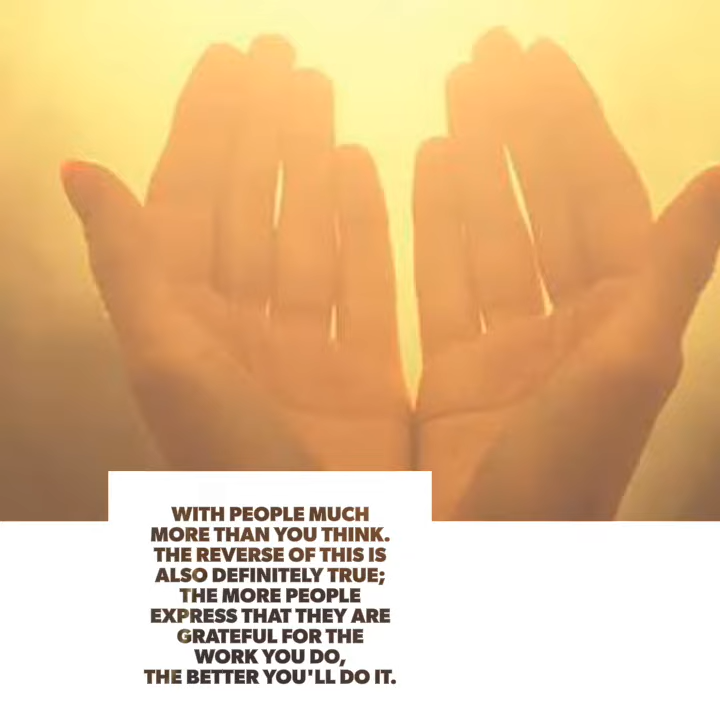 WITH PEOPLE MUCH
MORE THAN YOU THINK.
THE REVERSE OF THIS IS
ALSO DEFINITELY TRUE;
THE MORE PEOPLE
EXPRESS THAT THEY ARE
GRATEFUL FOR THE
WORK YOU DO,
THE BETTER YOU'LL DO IT.